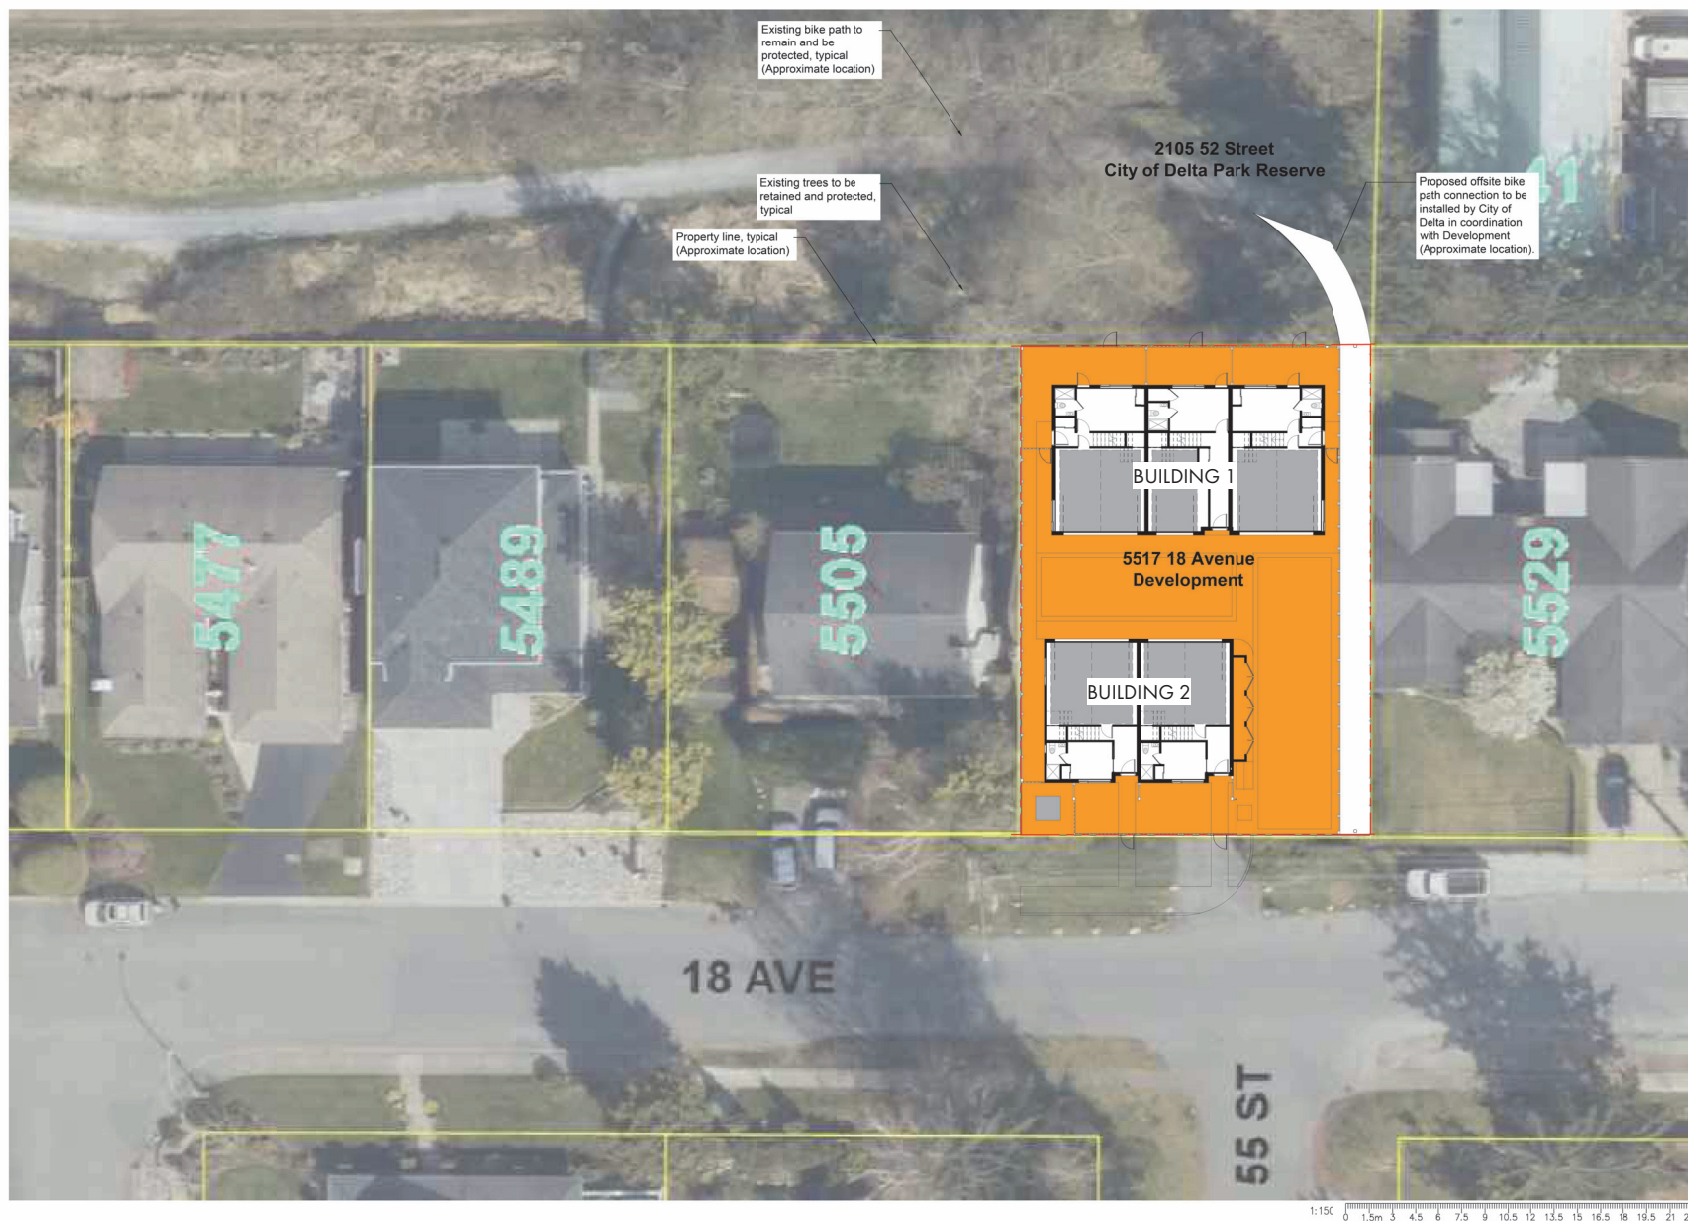 Existing bike path to
remain and be
protected, typical
(Approximate location)
2105 52 Street
City of Delta Park Reserve
Existing trees to be
retained and protected,
typical
Proposed offsite bike
path connection to be
installed by City of
Delta in coordination
with Development
(Approximate location).
41
Property line, typical
(Approximate location)
BUILDING 1
5477
5489
5505
5517 18 Avenue
Development
5529
BUILDING 2
18 AVE
55 ST
1:150
0 1.5m 3 4.5 6 7.5 9 10.5 12 13.5 15 16.5 18 19.5 21